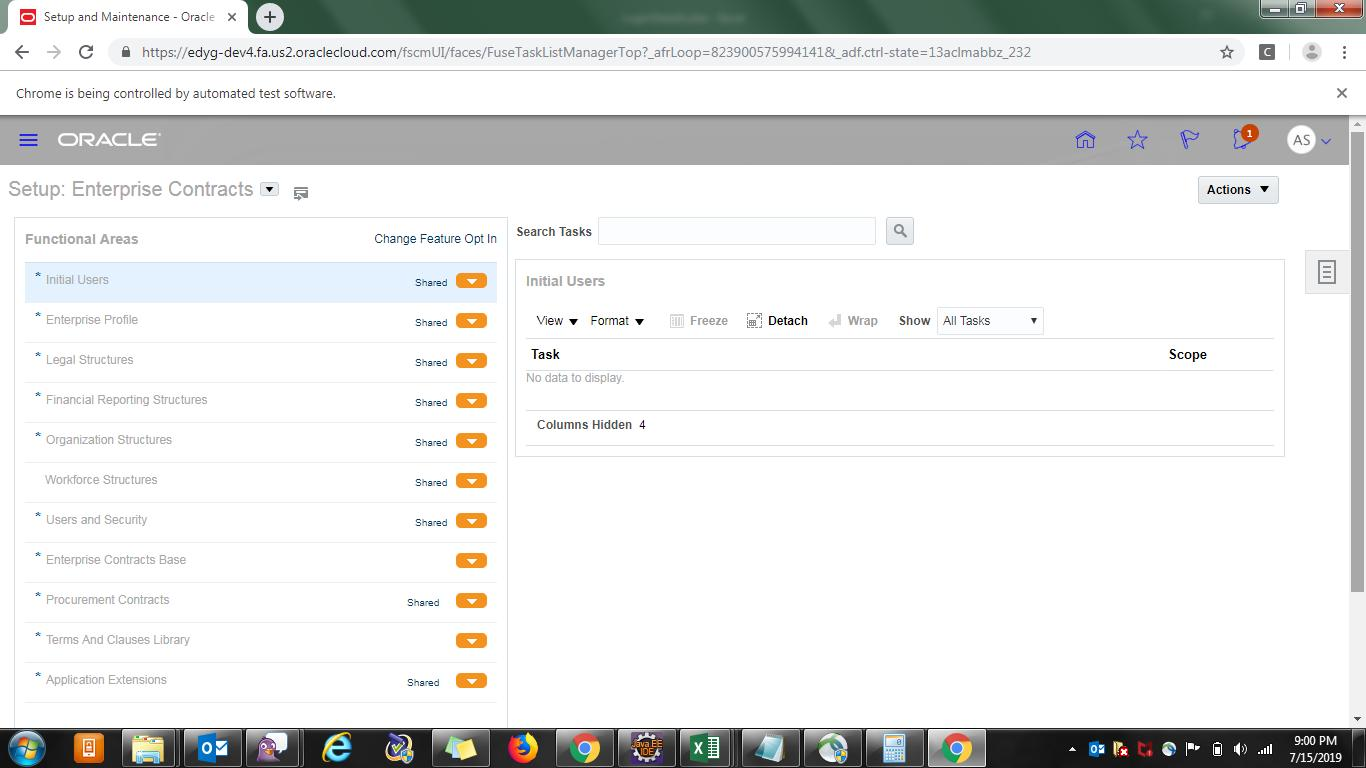 Setup and Maintenance - Oracle
https://edyg-dev4.fa.us2.oraclecloud.com/fscmUI/faces/FuseTaskListManagerTop?_afrLoop=823900575994141&_adf.ctrl-state=13aclmabbz_232
C
Chrome is being controlled by automated test software.
ORACLE
1
AS
Setup: Enterprise Contracts
Actions
Functional Areas
Change Feature Opt In
Search Tasks
* Initial Users Shared
* Enterprise Profile Shared
* Legal Structures Shared
* Financial Reporting Structures Shared
* Organization Structures Shared
Workforce Structures Shared
* Users and Security Shared
* Enterprise Contracts Base
* Procurement Contracts Shared
* Terms And Clauses Library
* Application Extensions Shared
Initial Users
View Format Freeze Detach Wrap Show All Tasks
Task Scope
No data to display.
Columns Hidden 4
Java EE
IDE
9:00 PM
7/15/2019